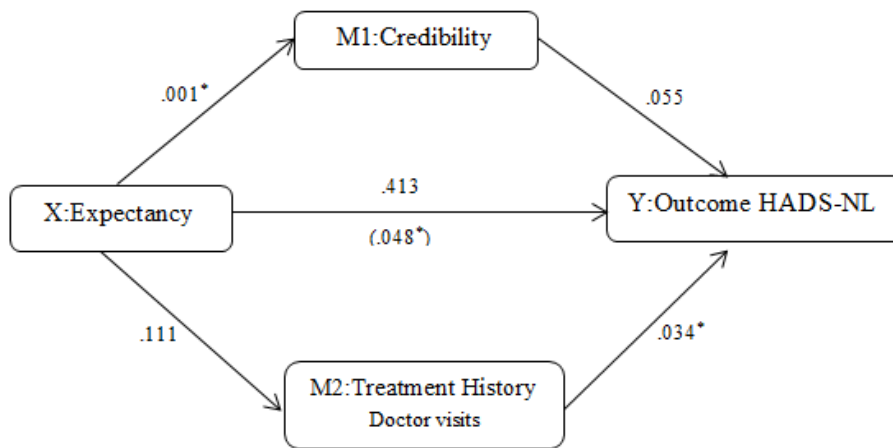 M1:Credibility
.001*
.055
X:Expectancy
.413
(.048*)
Y:Outcome HADS-NL
.111
.034*
M2:Treatment History
Doctor visits